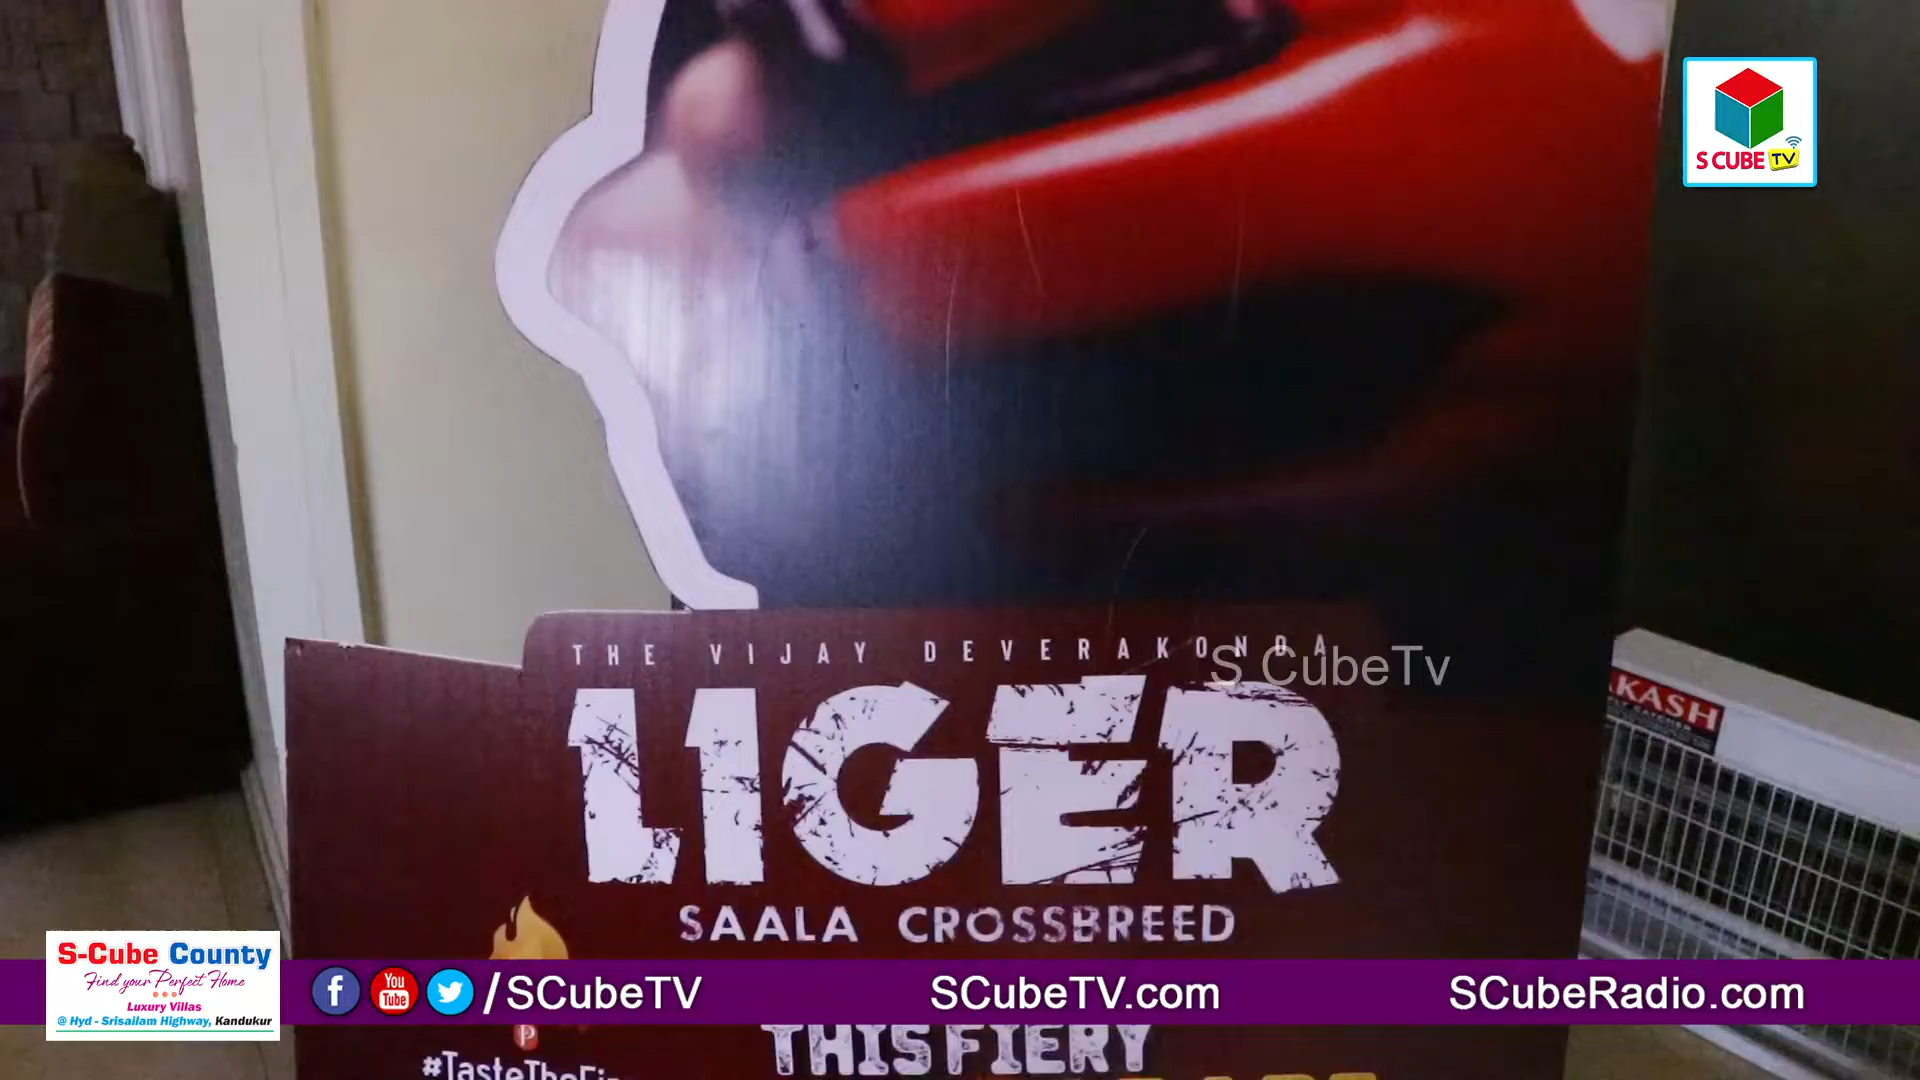 S CUBE TV
THE VIJAY DEVERAKONDA
S CubeTv
LIGER
SAALA CROSSBREED
S-Cube County
Find your Perfect Home
Luxury Villas
@ Hyd - Srisailam Highway, Kandukur
/SCubeTV
You
Tube
SCubeTV.com
SCubeRadio.com
THIS FIERY